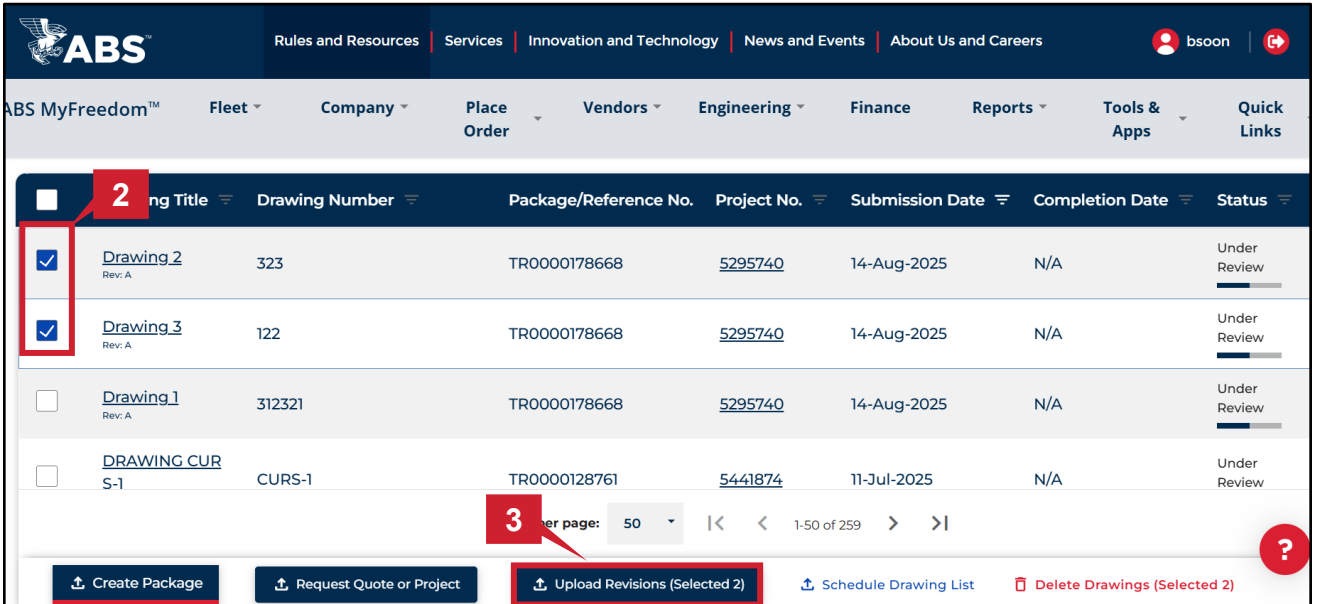 ABS™
Rules and Resources | Services | Innovation and Technology | News and Events | About Us and Careers
bsoon
ABS MyFreedom™ Fleet Company Place Order Vendors Engineering Finance Reports Tools & Apps Quick Links
2
ng Title Drawing Number Package/Reference No. Project No. Submission Date Completion Date Status
Drawing 2 323 TR0000178668 5295740 14-Aug-2025 N/A Under Review
Rev: A
Drawing 3 122 TR0000178668 5295740 14-Aug-2025 N/A Under Review
Rev: A
Drawing 1 312321 TR0000178668 5295740 14-Aug-2025 N/A Under Review
Rev: A
DRAWING CUR
S-1 CURS-1 TR0000128761 5441874 11-Jul-2025 N/A Under Review
3
per page: 50 1-50 of 259
?
Create Package Request Quote or Project Upload Revisions (Selected 2) Schedule Drawing List Delete Drawings (Selected 2)